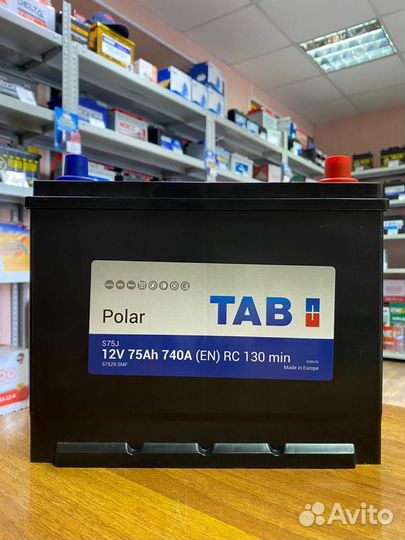 TAB
Polar
S75J
12V 75Ah 740A (EN) RC 130 min
57529 SMF
Made in Europe
Avito